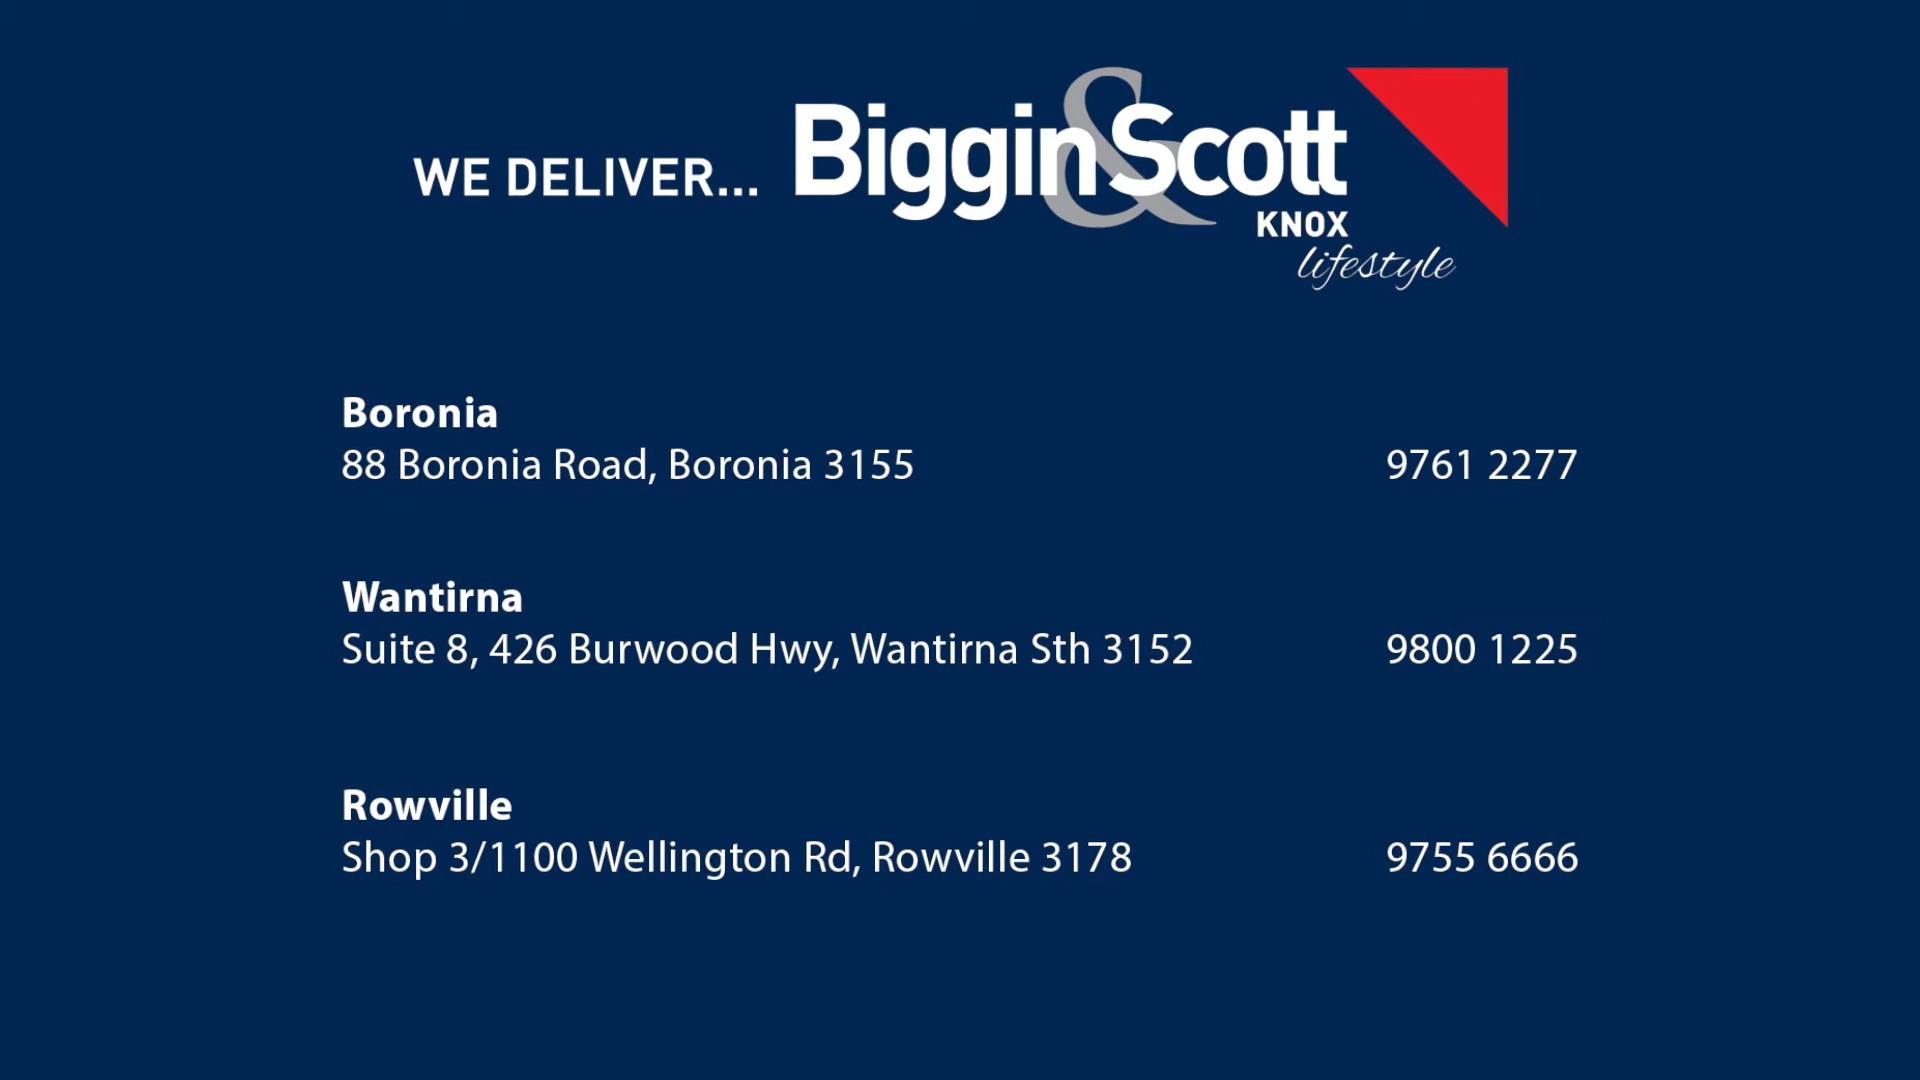 WE DELIVER... Biggin & Scott
KNOX
lifestyle
Boronia
88 Boronia Road, Boronia 3155 9761 2277
Wantirna
Suite 8, 426 Burwood Hwy, Wantirna Sth 3152 9800 1225
Rowville
Shop 3/1100 Wellington Rd, Rowville 3178 9755 6666